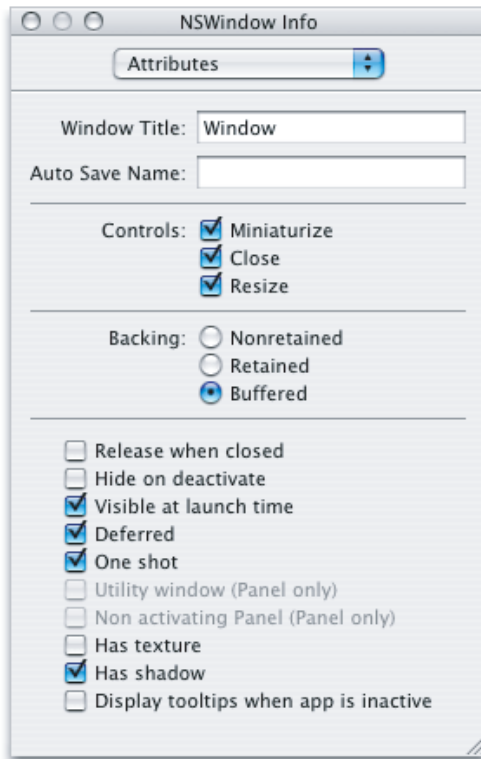 NSWindow Info
Attributes
Window Title: Window
Auto Save Name:
Controls: Miniaturize
Close
Resize
Backing: Nonretained
Retained
Buffered
Release when closed
Hide on deactivate
Visible at launch time
Deferred
One shot
Utility window (Panel only)
Non activating Panel (Panel only)
Has texture
Has shadow
Display tooltips when app is inactive